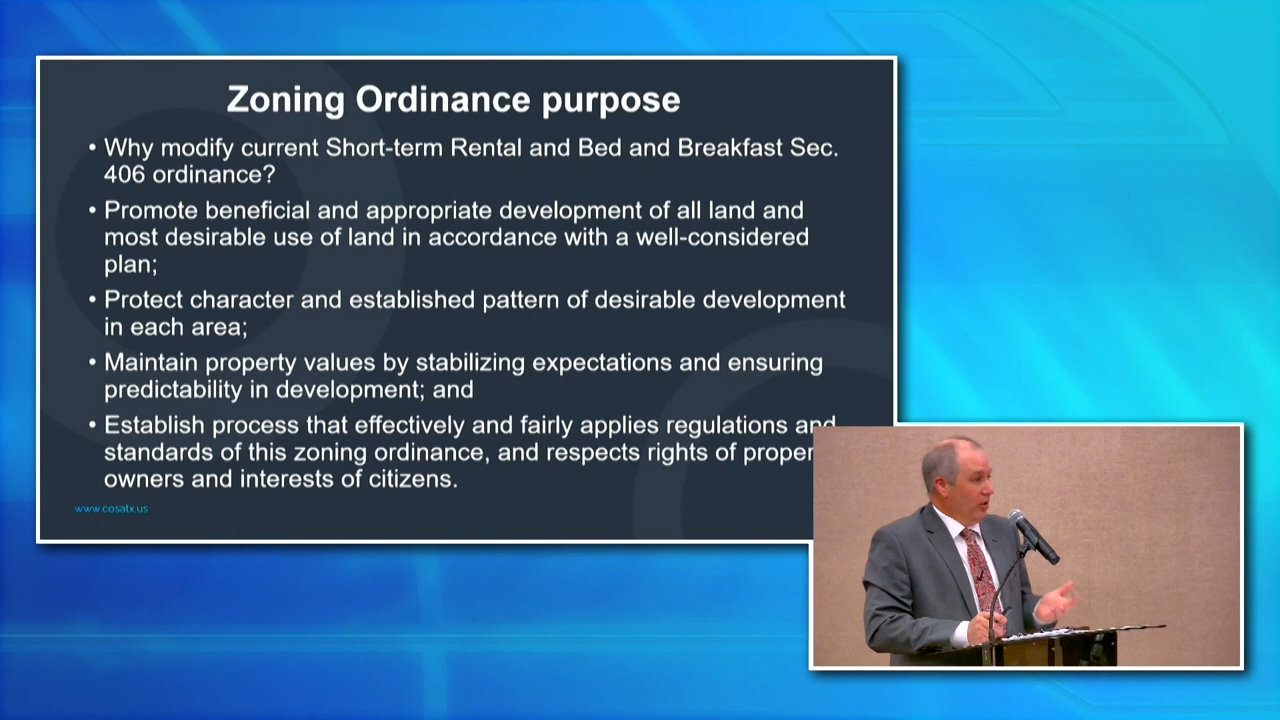 Zoning Ordinance purpose
• Why modify current Short-term Rental and Bed and Breakfast Sec.
406 ordinance?
• Promote beneficial and appropriate development of all land and
most desirable use of land in accordance with a well-considered
plan;
• Protect character and established pattern of desirable development
in each area;
• Maintain property values by stabilizing expectations and ensuring
predictability in development; and
• Establish process that effectively and fairly applies regulations and
standards of this zoning ordinance, and respects rights of proper
owners and interests of citizens.
www.cosatx.us